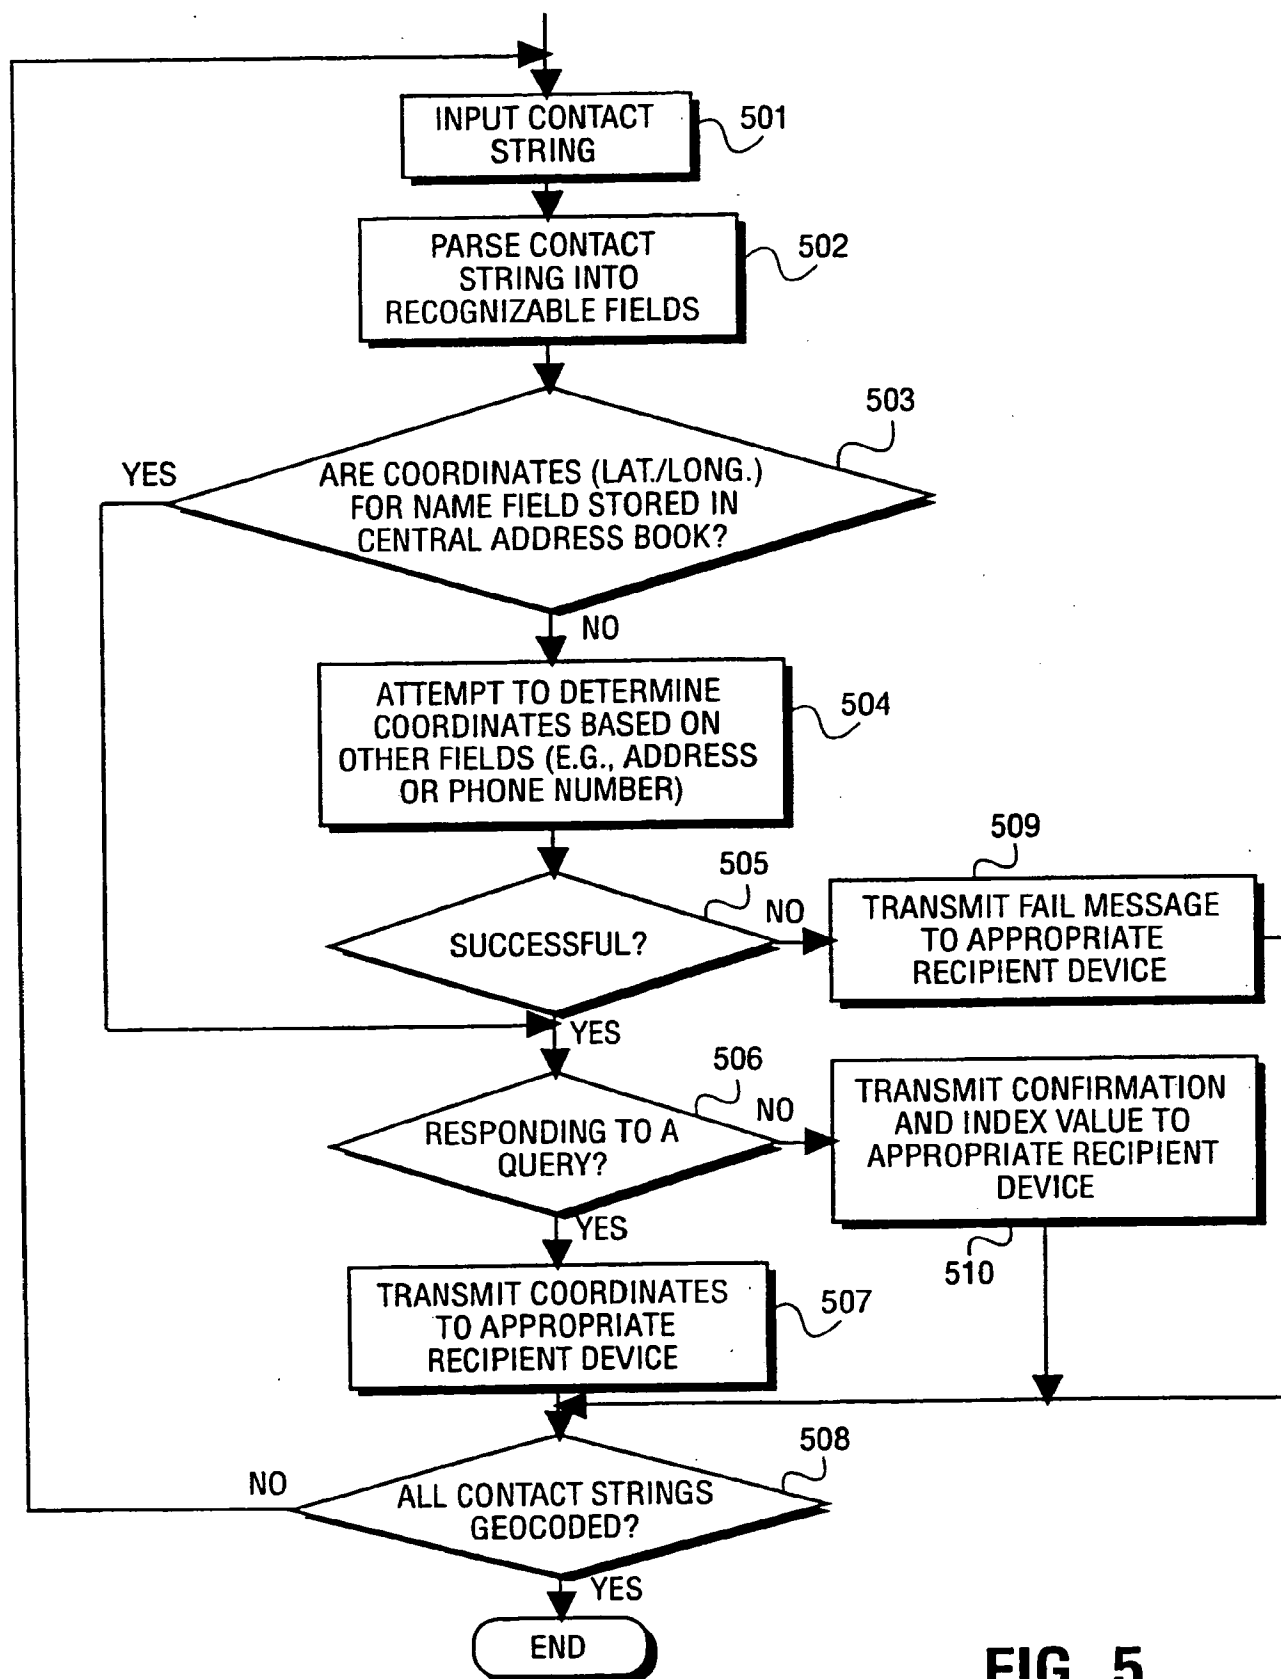 INPUT CONTACT
STRING
501
PARSE CONTACT
STRING INTO
RECOGNIZABLE FIELDS
502
503
YES
ARE COORDINATES (LAT./LONG.)
FOR NAME FIELD STORED IN
CENTRAL ADDRESS BOOK?
NO
ATTEMPT TO DETERMINE
COORDINATES BASED ON
OTHER FIELDS (E.G., ADDRESS
OR PHONE NUMBER)
504
505
SUCCESSFUL?
NO
509
TRANSMIT FAIL MESSAGE
TO APPROPRIATE
RECIPIENT DEVICE
YES
506
RESPONDING TO A
QUERY?
NO
TRANSMIT CONFIRMATION
AND INDEX VALUE TO
APPROPRIATE RECIPIENT
DEVICE
510
YES
TRANSMIT COORDINATES
TO APPROPRIATE
RECIPIENT DEVICE
507
508
NO
ALL CONTACT STRINGS
GEOCODED?
YES
END
FIG. 5